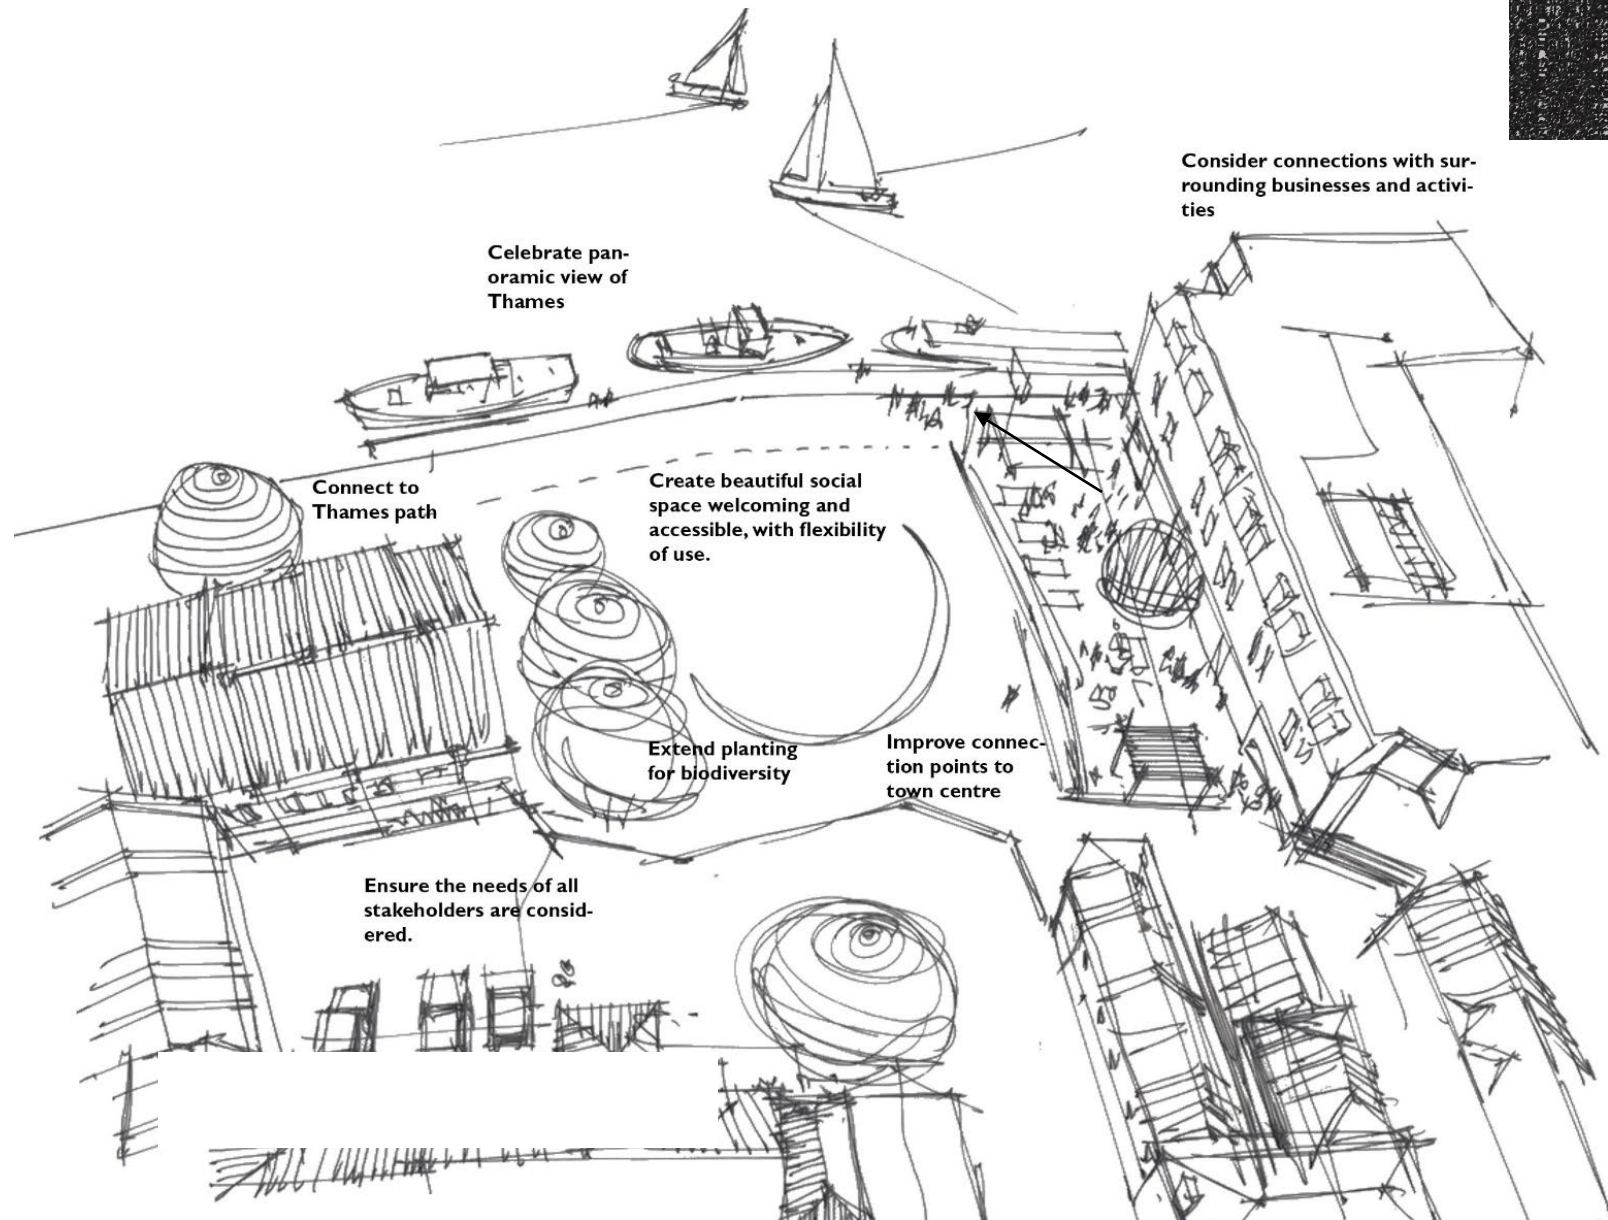 Consider connections with sur-
rounding businesses and activi-
ties
Celebrate pan-
oramic view of
Thames
Connect to
Thames path
Create beautiful social
space welcoming and
accessible, with flexibility
of use.
Extend planting
for biodiversity
Improve connec-
tion points to
town centre
Ensure the needs of all
stakeholders are consid-
ered.